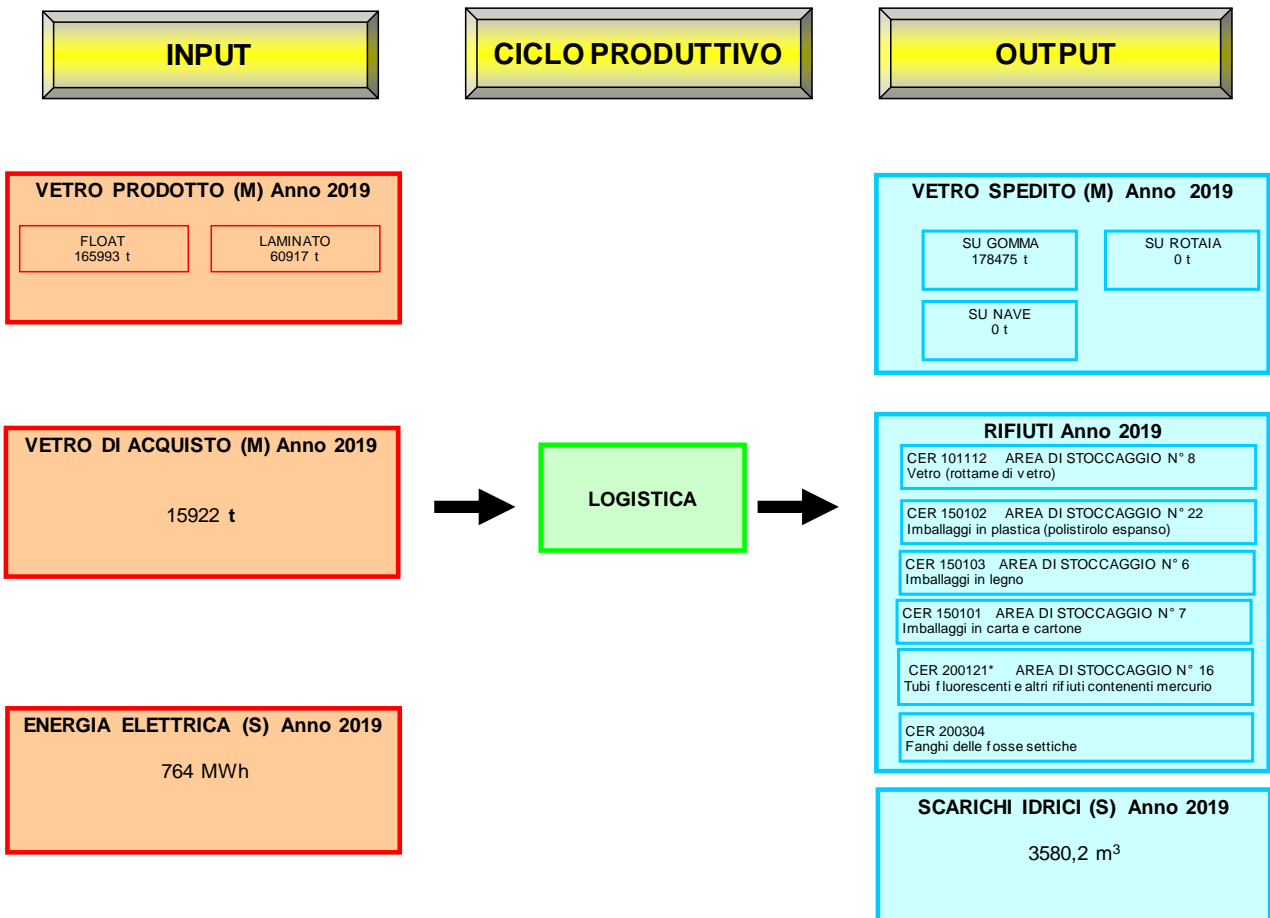 INPUT
CICLO PRODUTTIVO
OUTPUT
VETRO PRODOTTO (M) Anno 2019
FLOAT
165993 t
LAMINATO
60917 t
VETRO DI ACQUISTO (M) Anno 2019
15922 t
ENERGIA ELETTRICA (S) Anno 2019
764 MWh
LOGISTICA
VETRO SPEDITO (M) Anno 2019
SU GOMMA
178475 t
SU ROTAIA
0 t
SU NAVE
0 t
RIFIUTI Anno 2019
CER 101112 AREA DI STOCCAGGIO N° 8
Vetro (rottame di vetro)
CER 150102 AREA DI STOCCAGGIO N° 22
Imballaggi in plastica (polistirolo espanso)
CER 150103 AREA DI STOCCAGGIO N° 6
Imballaggi in legno
CER 150101 AREA DI STOCCAGGIO N° 7
Imballaggi in carta e cartone
CER 200121* AREA DI STOCCAGGIO N° 16
Tubi fluorescenti e altri rifiuti contenenti mercurio
CER 200304
Fanghi delle fosse settiche
SCARICHI IDRICI (S) Anno 2019
3580,2 m³